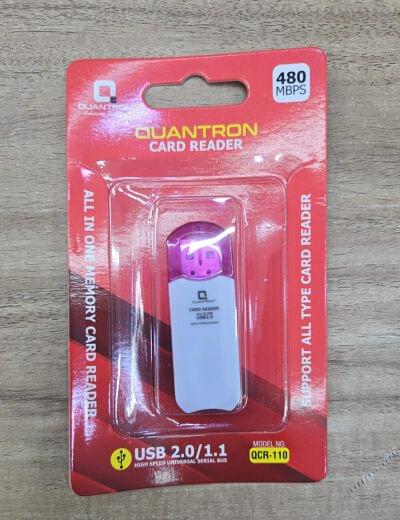 QUANTRON
480
MBPS
QUANTRON
CARD READER
ALL IN ONE MEMORY CARD READER
SUPPORT ALL TYPE CARD READER
QUANTRON
CARD READER
USB2.0
USB 2.0/1.1
HIGH SPEED UNIVERSAL SERIAL BUS
MODEL NO.
QCR-110